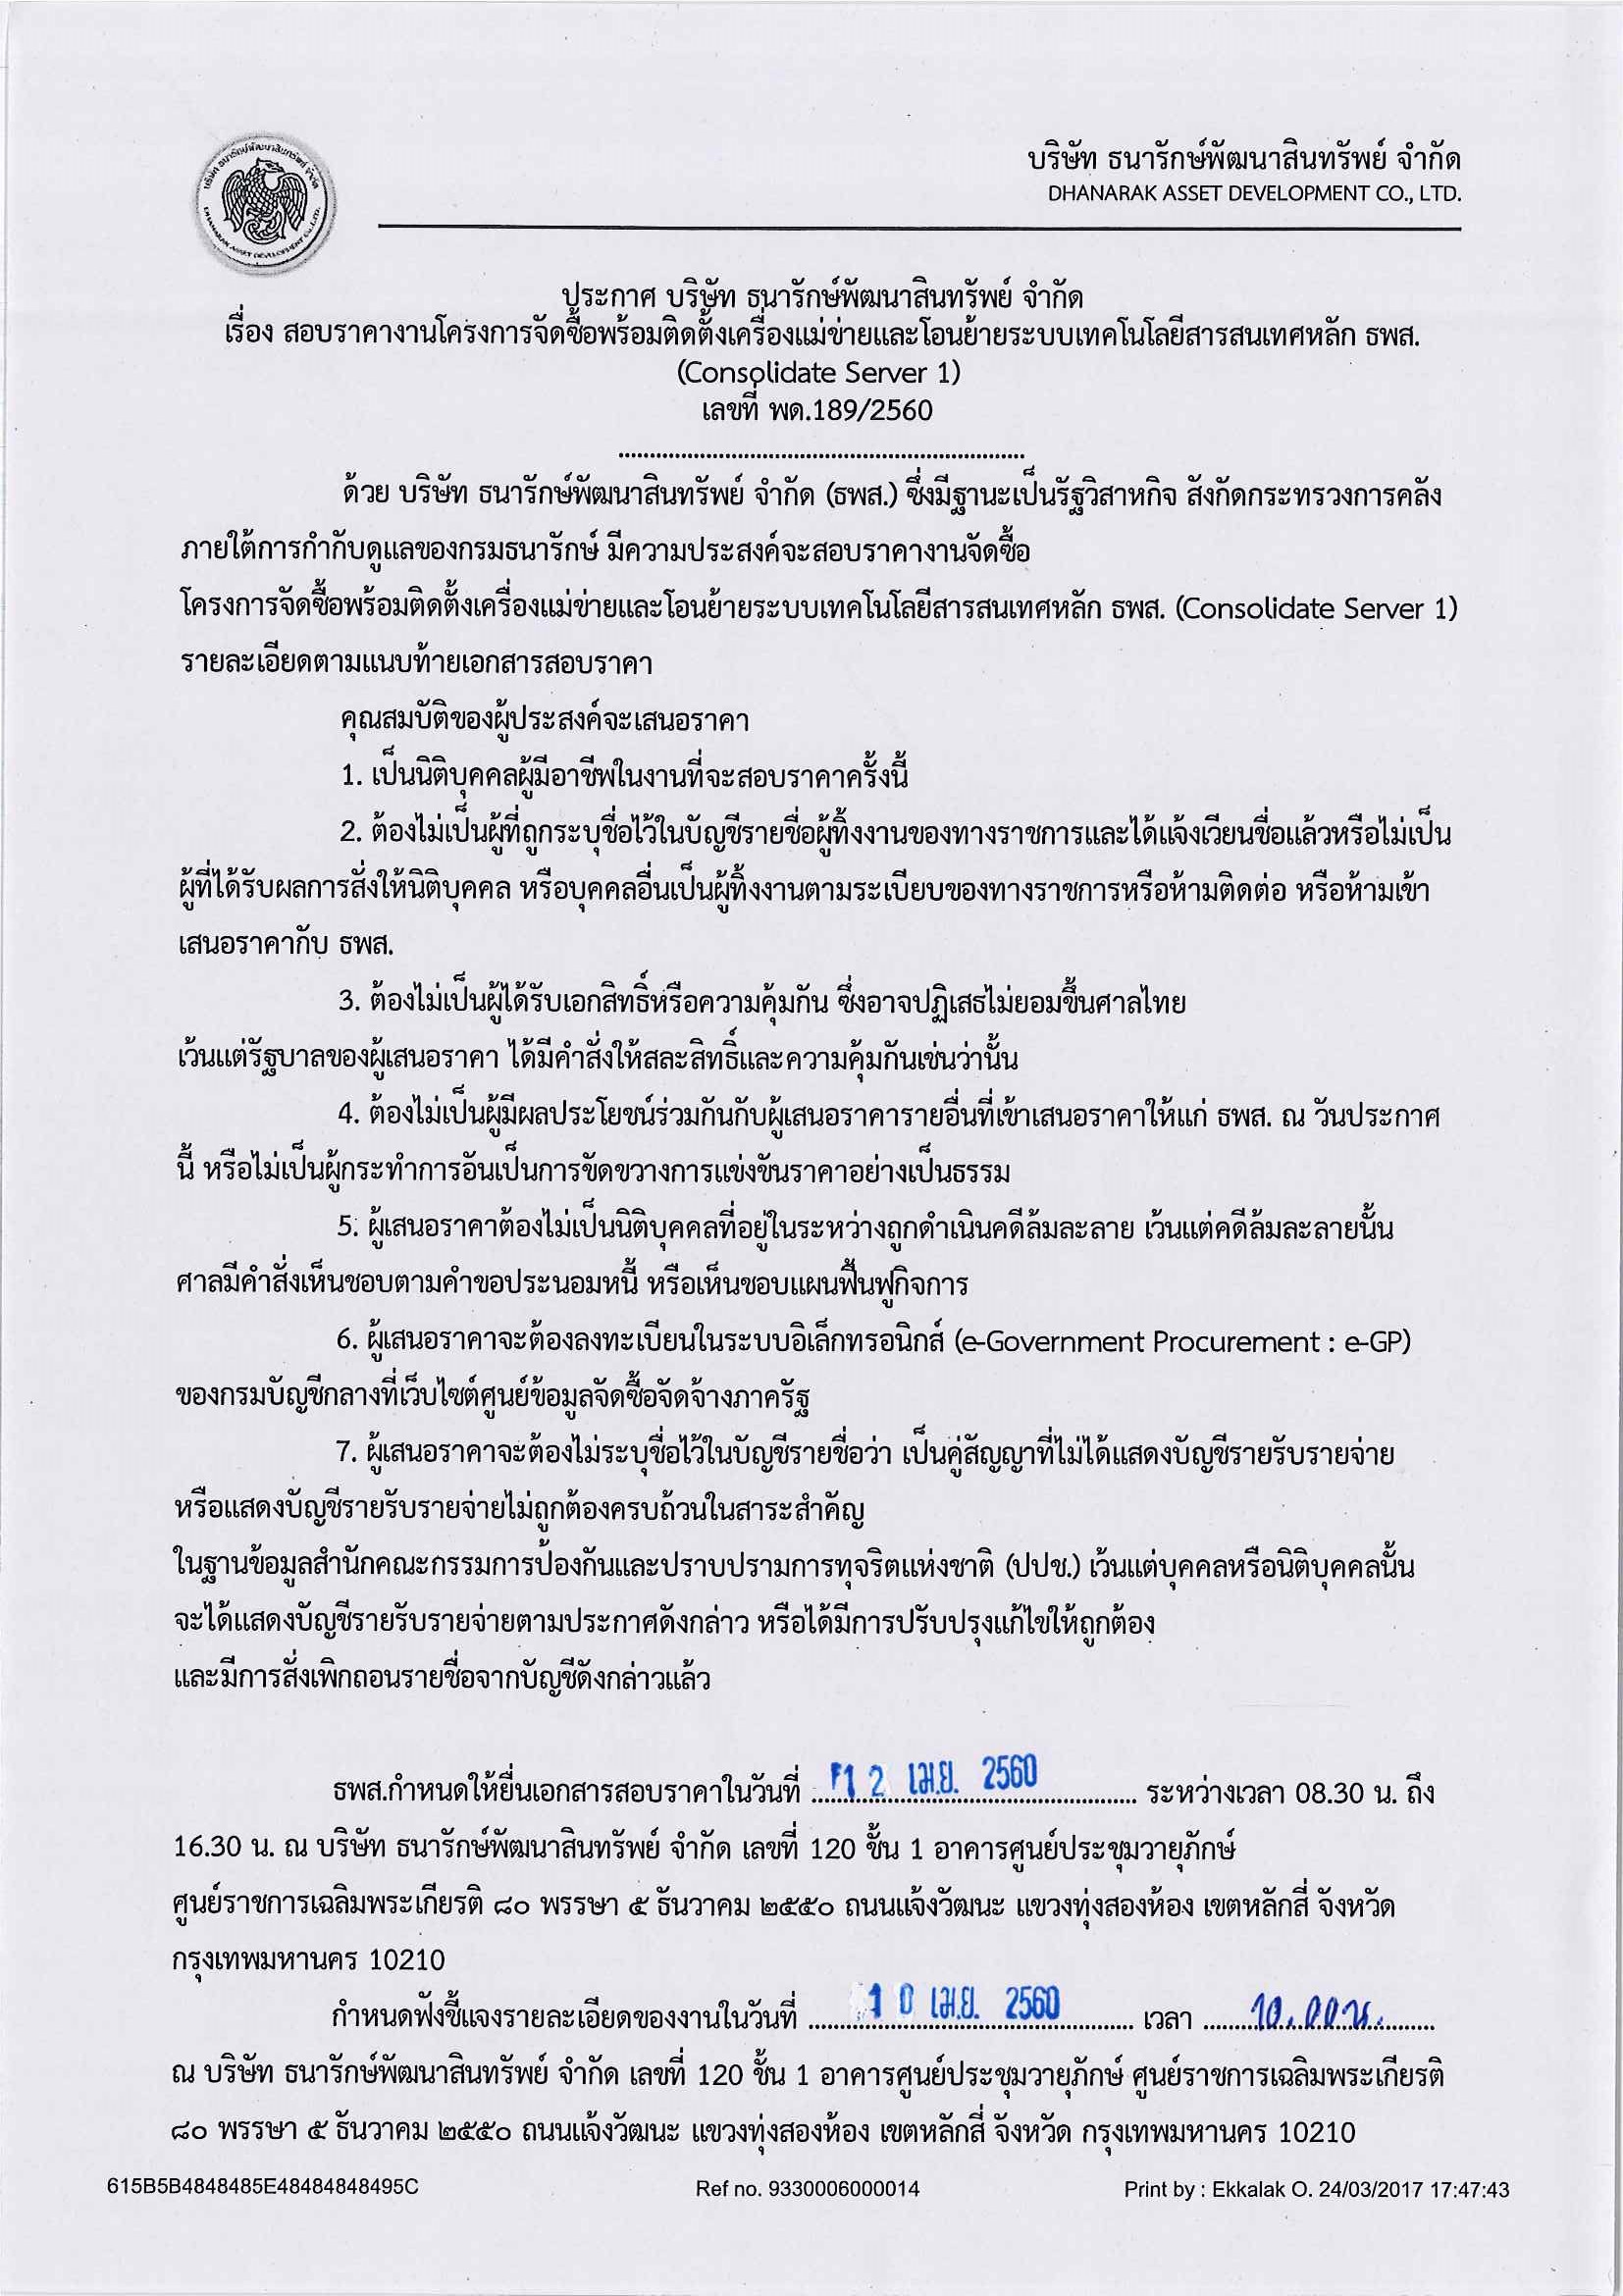 บริษัท ธนารักษ์พัฒนาสินทรัพย์ จำกัด
DHANARAK ASSET DEVELOPMENT CO., LTD.
บริษัท ธนารักษ์พัฒนาสินทรัพย์ จำกัด
DHANARAK ASSET DEVELOPMENT CO.,LTD.
ประกาศ บริษัท ธนารักษ์พัฒนาสินทรัพย์ จำกัด
เรื่อง สอบราคางานโครงการจัดซื้อพร้อมติดตั้งเครื่องแม่ข่ายและโอนย้ายระบบเทคโนโลยีสารสนเทศหลัก ธพส.
(Consolidate Server 1)
เลขที่ พด.189/2560
ด้วย บริษัท ธนารักษ์พัฒนาสินทรัพย์ จำกัด (ธพส.) ซึ่งมีฐานะเป็นรัฐวิสาหกิจ สังกัดกระทรวงการคลัง
ภายใต้การกำกับดูแลของกรมธนารักษ์ มีความประสงค์จะสอบราคางานจัดซื้อ
โครงการจัดซื้อพร้อมติดตั้งเครื่องแม่ข่ายและโอนย้ายระบบเทคโนโลยีสารสนเทศหลัก ธพส. (Consolidate Server 1)
รายละเอียดตามแนบท้ายเอกสารสอบราคา
คุณสมบัติของผู้ประสงค์จะเสนอราคา
1. เป็นนิติบุคคลผู้มีอาชีพในงานที่จะสอบราคาครั้งนี้
2. ต้องไม่เป็นผู้ที่ถูกระบุชื่อไว้ในบัญชีรายชื่อผู้ทิ้งงานของทางราชการและได้แจ้งเวียนชื่อแล้วหรือไม่เป็น
ผู้ที่ได้รับผลการสั่งให้นิติบุคคล หรือบุคคลอื่นเป็นผู้ทิ้งงานตามระเบียบของทางราชการหรือห้ามติดต่อ หรือห้ามเข้า
เสนอราคากับ ธพส.
3. ต้องไม่เป็นผู้ได้รับเอกสิทธิ์หรือความคุ้มกัน ซึ่งอาจปฏิเสธไม่ยอมขึ้นศาลไทย
เว้นแต่รัฐบาลของผู้เสนอราคา ได้มีคำสั่งให้สละสิทธิ์และความคุ้มกันเช่นว่านั้น
4. ต้องไม่เป็นผู้มีผลประโยชน์ร่วมกันกับผู้เสนอราคารายอื่นที่เข้าเสนอราคาให้แก่ ธพส. ณ วันประกาศ
นี้ หรือไม่เป็นผู้กระทำการอันเป็นการขัดขวางการแข่งขันราคาอย่างเป็นธรรม
5. ผู้เสนอราคาต้องไม่เป็นนิติบุคคลที่อยู่ในระหว่างถูกดำเนินคดีล้มละลาย เว้นแต่คดีล้มละลายนั้น
ศาลมีคำสั่งเห็นชอบตามคำขอประนอมหนี้ หรือเห็นชอบแผนฟื้นฟูกิจการ
6. ผู้เสนอราคาจะต้องลงทะเบียนในระบบอิเล็กทรอนิกส์ (e-Government Procurement : e-GP)
ของกรมบัญชีกลางที่เว็บไซต์ศูนย์ข้อมูลจัดซื้อจัดจ้างภาครัฐ
7. ผู้เสนอราคาจะต้องไม่ระบุชื่อไว้ในบัญชีรายชื่อว่า เป็นคู่สัญญาที่ไม่ได้แสดงบัญชีรายรับรายจ่าย
หรือแสดงบัญชีรายรับรายจ่ายไม่ถูกต้องครบถ้วนในสาระสำคัญ
ในฐานข้อมูลสำนักคณะกรรมการป้องกันและปราบปรามการทุจริตแห่งชาติ (ปปช.) เว้นแต่บุคคลหรือนิติบุคคลนั้น
จะได้แสดงบัญชีรายรับรายจ่ายตามประกาศดังกล่าว หรือได้มีการปรับปรุงแก้ไขให้ถูกต้อง
และมีการสั่งเพิกถอนรายชื่อจากบัญชีดังกล่าวแล้ว
ธพส.กำหนดให้ยื่นเอกสารสอบราคาในวันที่ 12 เม.ย. 2560 ระหว่างเวลา 08.30 น. ถึง
16.30 น. ณ บริษัท ธนารักษ์พัฒนาสินทรัพย์ จำกัด เลขที่ 120 ชั้น 1 อาคารศูนย์ประชุมวายุภักษ์
ศูนย์ราชการเฉลิมพระเกียรติ ๘๐ พรรษา ๕ ธันวาคม ๒๕๕๐ ถนนแจ้งวัฒนะ แขวงทุ่งสองห้อง เขตหลักสี่ จังหวัด
กรุงเทพมหานคร 10210
กำหนดฟังชี้แจงรายละเอียดของงานในวันที่ 10 เม.ย. 2560 เวลา 10.00 น.
ณ บริษัท ธนารักษ์พัฒนาสินทรัพย์ จำกัด เลขที่ 120 ชั้น 1 อาคารศูนย์ประชุมวายุภักษ์ ศูนย์ราชการเฉลิมพระเกียรติ
๘๐ พรรษา ๕ ธันวาคม ๒๕๕๐ ถนนแจ้งวัฒนะ แขวงทุ่งสองห้อง เขตหลักสี่ จังหวัด กรุงเทพมหานคร 10210
615B5B4848485E48484848495C Ref no. 9330006000014 Print by : Ekkalak O. 24/03/2017 17:47:43